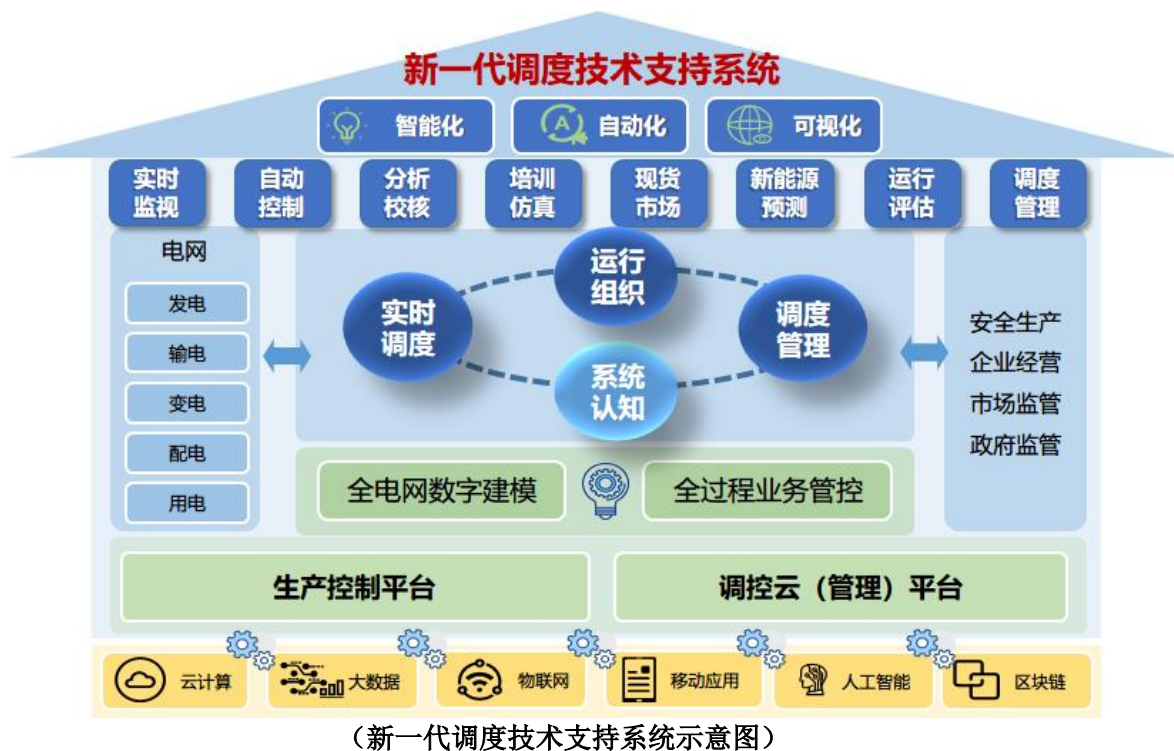 新一代调度技术支持系统
智能化
A
自动化
可视化
实时
监视
自动
控制
分析
校核
培训
仿真
现货
市场
新能源
预测
运行
评估
调度
管理
电网
发电
输电
变电
配电
用电
实时
调度
运行
组织
调度
管理
系统
认知
安全生产
企业经营
市场监管
政府监管
全电网数字建模
全过程业务管控
生产控制平台
调控云（管理）平台
云计算
大数据
物联网
移动应用
人工智能
区块链
（新一代调度技术支持系统示意图）